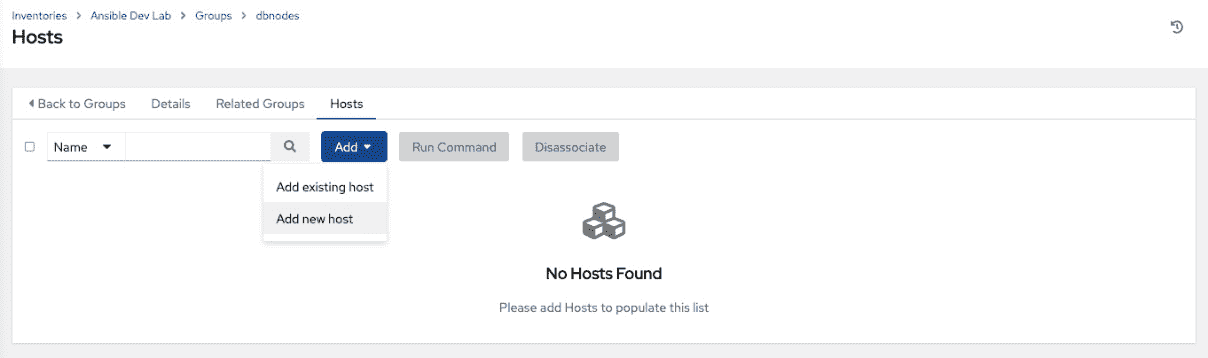 Inventories > Ansible Dev Lab > Groups > dbnodes
Hosts
Back to Groups Details Related Groups Hosts
Name Add Run Command Disassociate
Add existing host
Add new host
No Hosts Found
Please add Hosts to populate this list